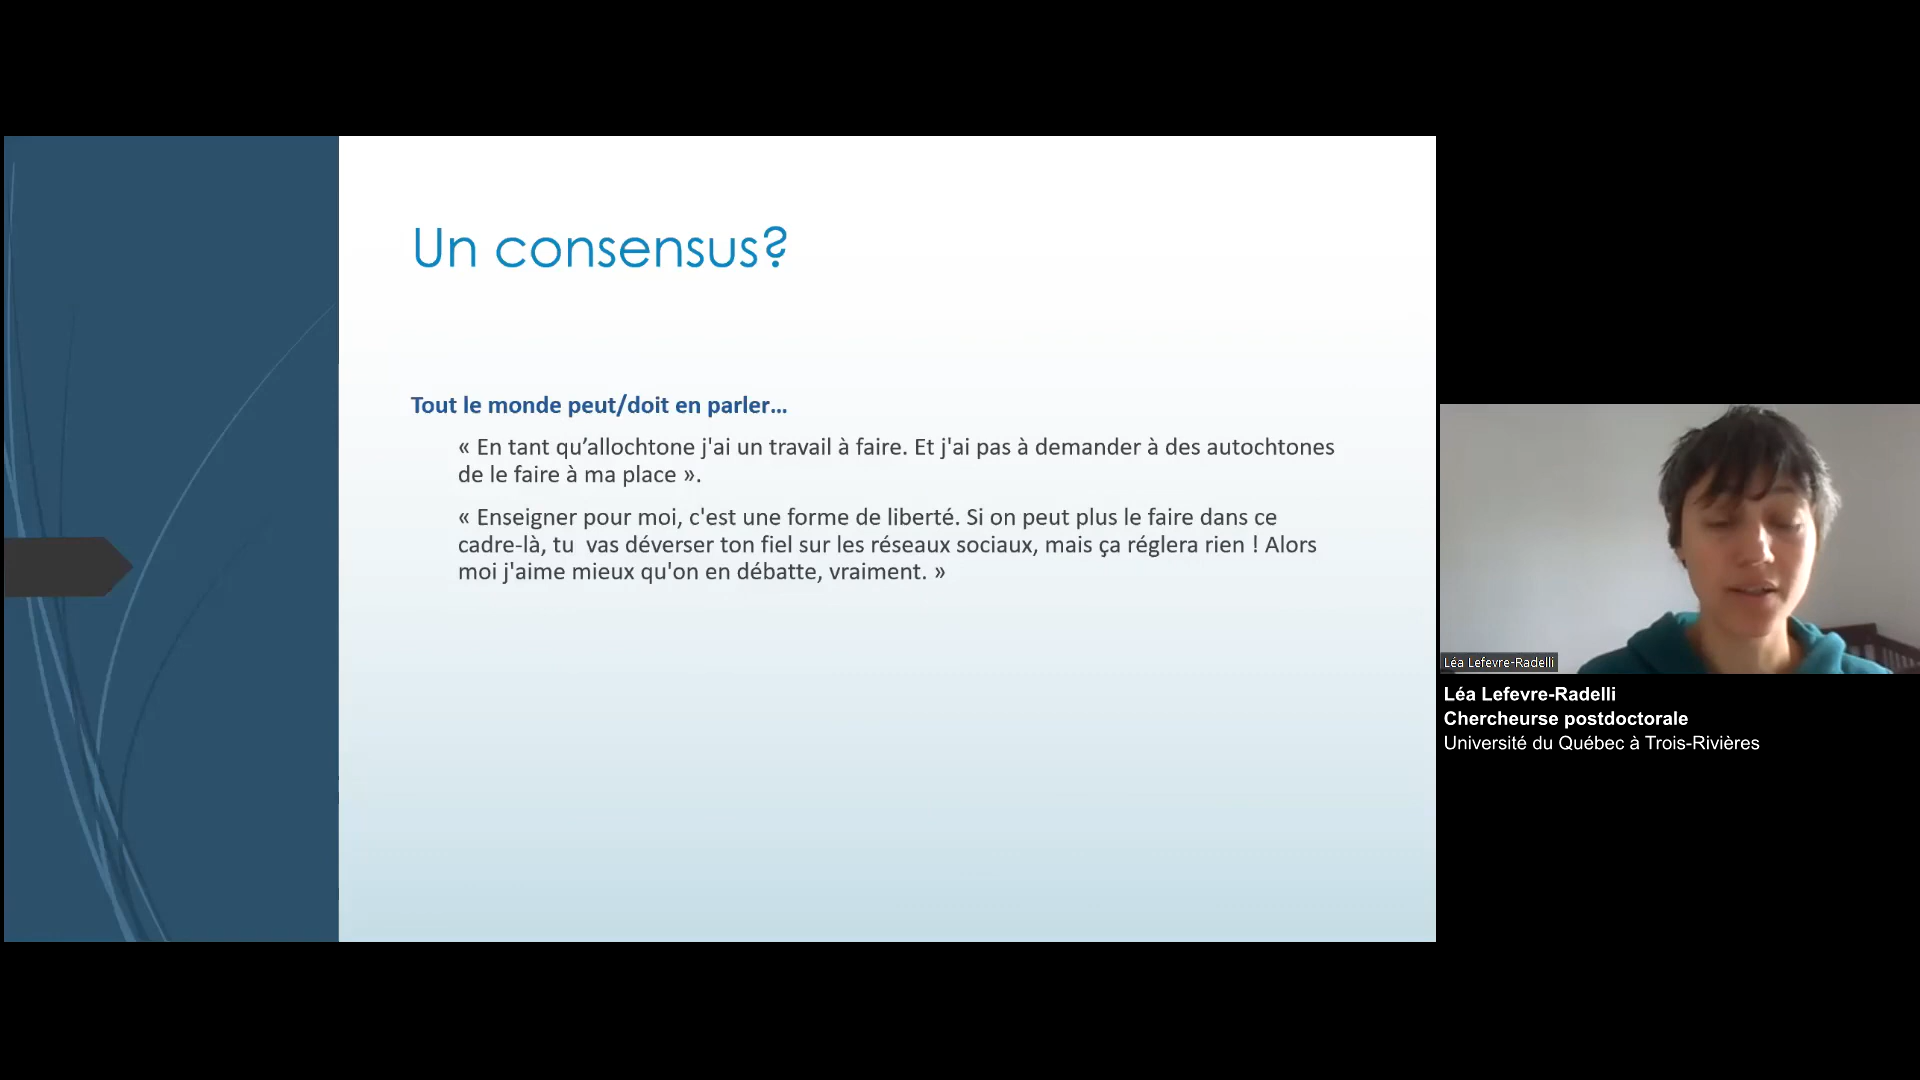 Un consensus?
Tout le monde peut/doit en parler...
« En tant qu’allochtone j'ai un travail à faire. Et j'ai pas à demander à des autochtones
de le faire à ma place ».
« Enseigner pour moi, c'est une forme de liberté. Si on peut plus le faire dans ce
cadre-là, tu  vas déverser ton fiel sur les réseaux sociaux, mais ça réglera rien ! Alors
moi j'aime mieux qu'on en débatte, vraiment. »
Léa Lefevre-Radelli
Léa Lefevre-Radelli
Chercheurse postdoctorale
Université du Québec à Trois-Rivières